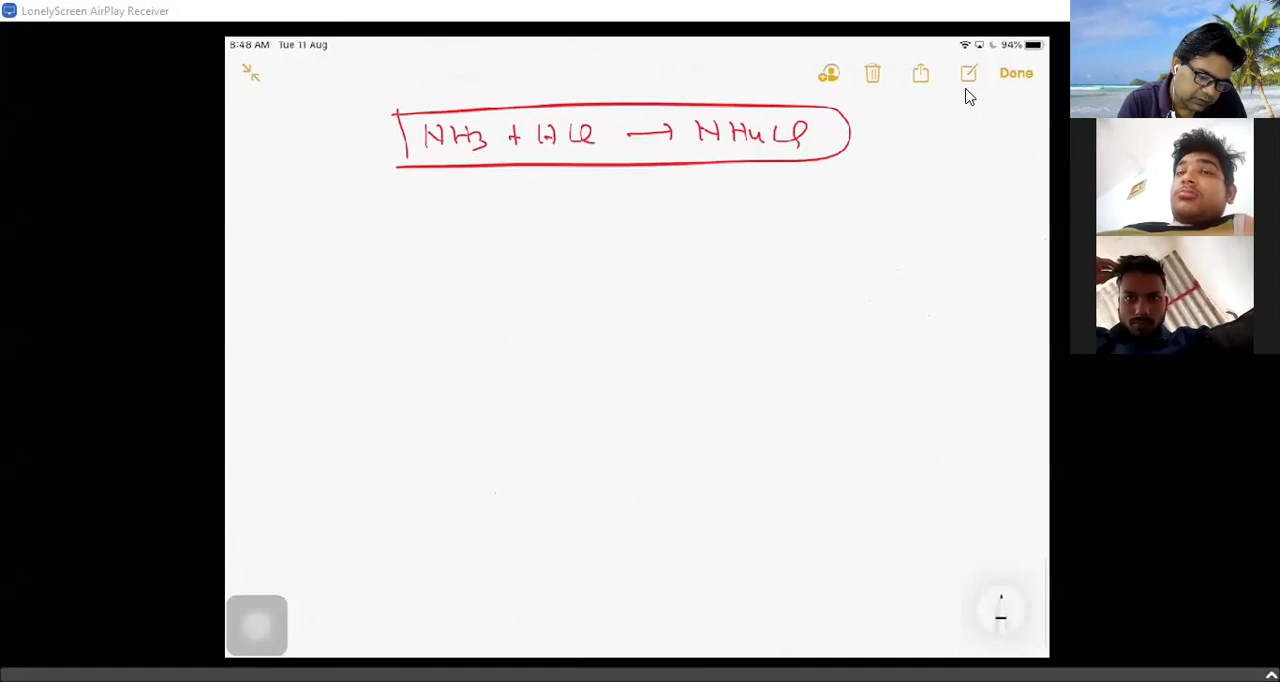 LonelyScreen AirPlay Receiver
8:48 AM Tue 11 Aug
94%
Done
NH3 + HCl → NH4Cl